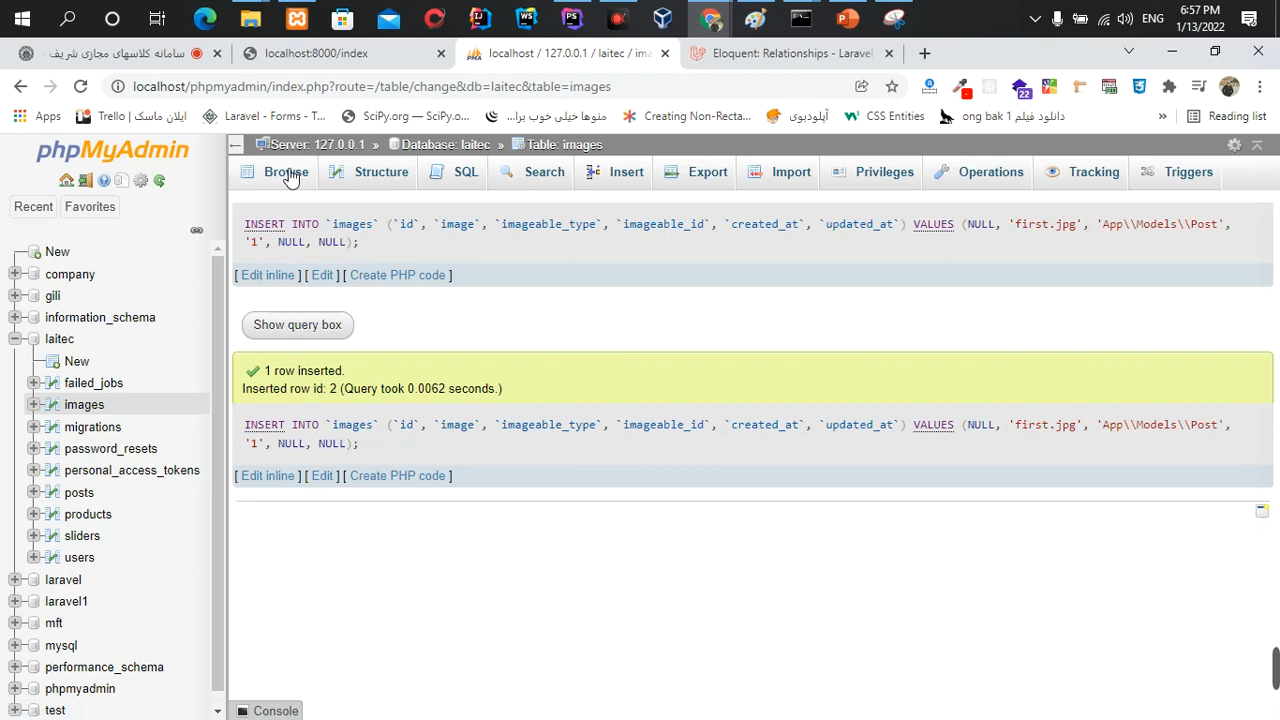 ENG
6:57 PM
1/13/2022
سامانه کلاسهای مجازی شریف
localhost:8000/index
localhost / 127.0.0.1 / laitec / ima
Eloquent: Relationships - Laravel
localhost/phpmyadmin/index.php?route=/table/change&db=laitec&table=images
22
Apps
Trello | ایلان ماسک
Laravel - Forms - T...
SciPy.org — SciPy.o...
منوها خیلی خوب برا...
Creating Non-Recta...
آپلودبوی
CSS Entities
دانلود فیلم ong bak 1
Reading list
phpMyAdmin
Recent
Favorites
New
company
gili
information_schema
laitec
New
failed_jobs
images
migrations
password_resets
personal_access_tokens
posts
products
sliders
users
laravel
laravel1
mft
mysql
performance_schema
phpmyadmin
test
Server: 127.0.0.1 » Database: laitec » Table: images
Browse
Structure
SQL
Search
Insert
Export
Import
Privileges
Operations
Tracking
Triggers
INSERT INTO `images` (`id`, `image`, `imageable_type`, `imageable_id`, `created_at`, `updated_at`) VALUES (NULL, 'first.jpg', 'App\\Models\\Post',
'1', NULL, NULL);
[ Edit inline ] [ Edit ] [ Create PHP code ]
Show query box
1 row inserted.
Inserted row id: 2 (Query took 0.0062 seconds.)
INSERT INTO `images` (`id`, `image`, `imageable_type`, `imageable_id`, `created_at`, `updated_at`) VALUES (NULL, 'first.jpg', 'App\\Models\\Post',
'1', NULL, NULL);
[ Edit inline ] [ Edit ] [ Create PHP code ]
Console